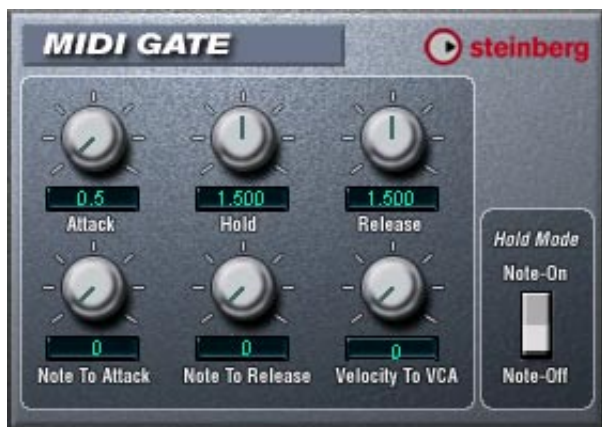 MIDI GATE
steinberg
0.5
1.500
1.500
Attack
Hold
Release
0
0
0
Note To Attack
Note To Release
Velocity To VCA
Hold Mode
Note-On
Note-Off